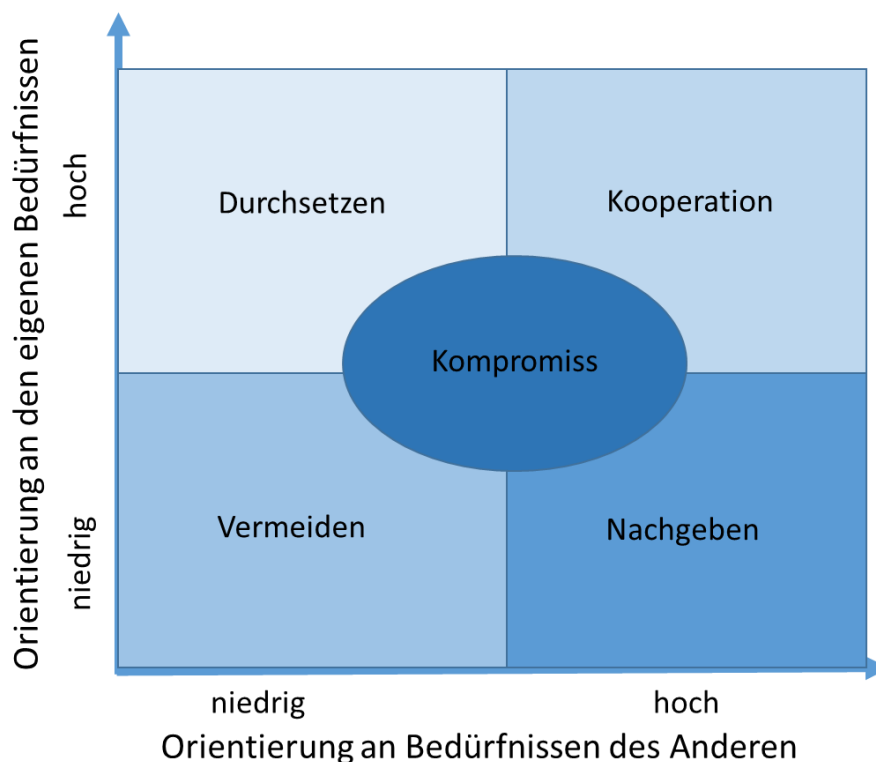 Orientierung an den eigenen Bedürfnissen
hoch
niedrig
Durchsetzen
Kooperation
Kompromiss
Vermeiden
Nachgeben
niedrig
hoch
Orientierung an Bedürfnissen des Anderen